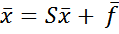 x̄ = Sx̄ + f̄